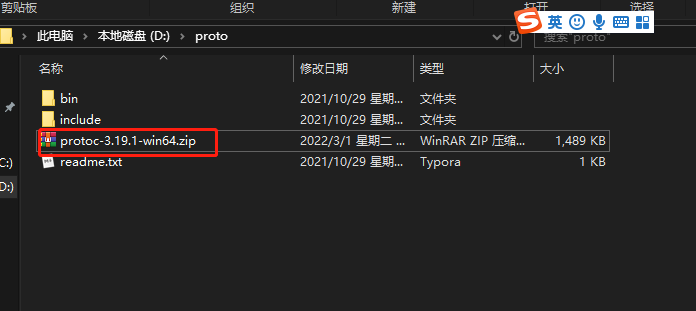 剪贴板 组织 新建 打开 选择
英
此电脑 本地磁盘 (D:) proto 搜索"proto"
名称 修改日期 类型 大小
bin 2021/10/29 星期... 文件夹
include 2021/10/29 星期... 文件夹
protoc-3.19.1-win64.zip 2022/3/1 星期二 ... WinRAR ZIP 压缩... 1,489 KB
readme.txt 2021/10/29 星期... Typora 1 KB
C:)
D:)